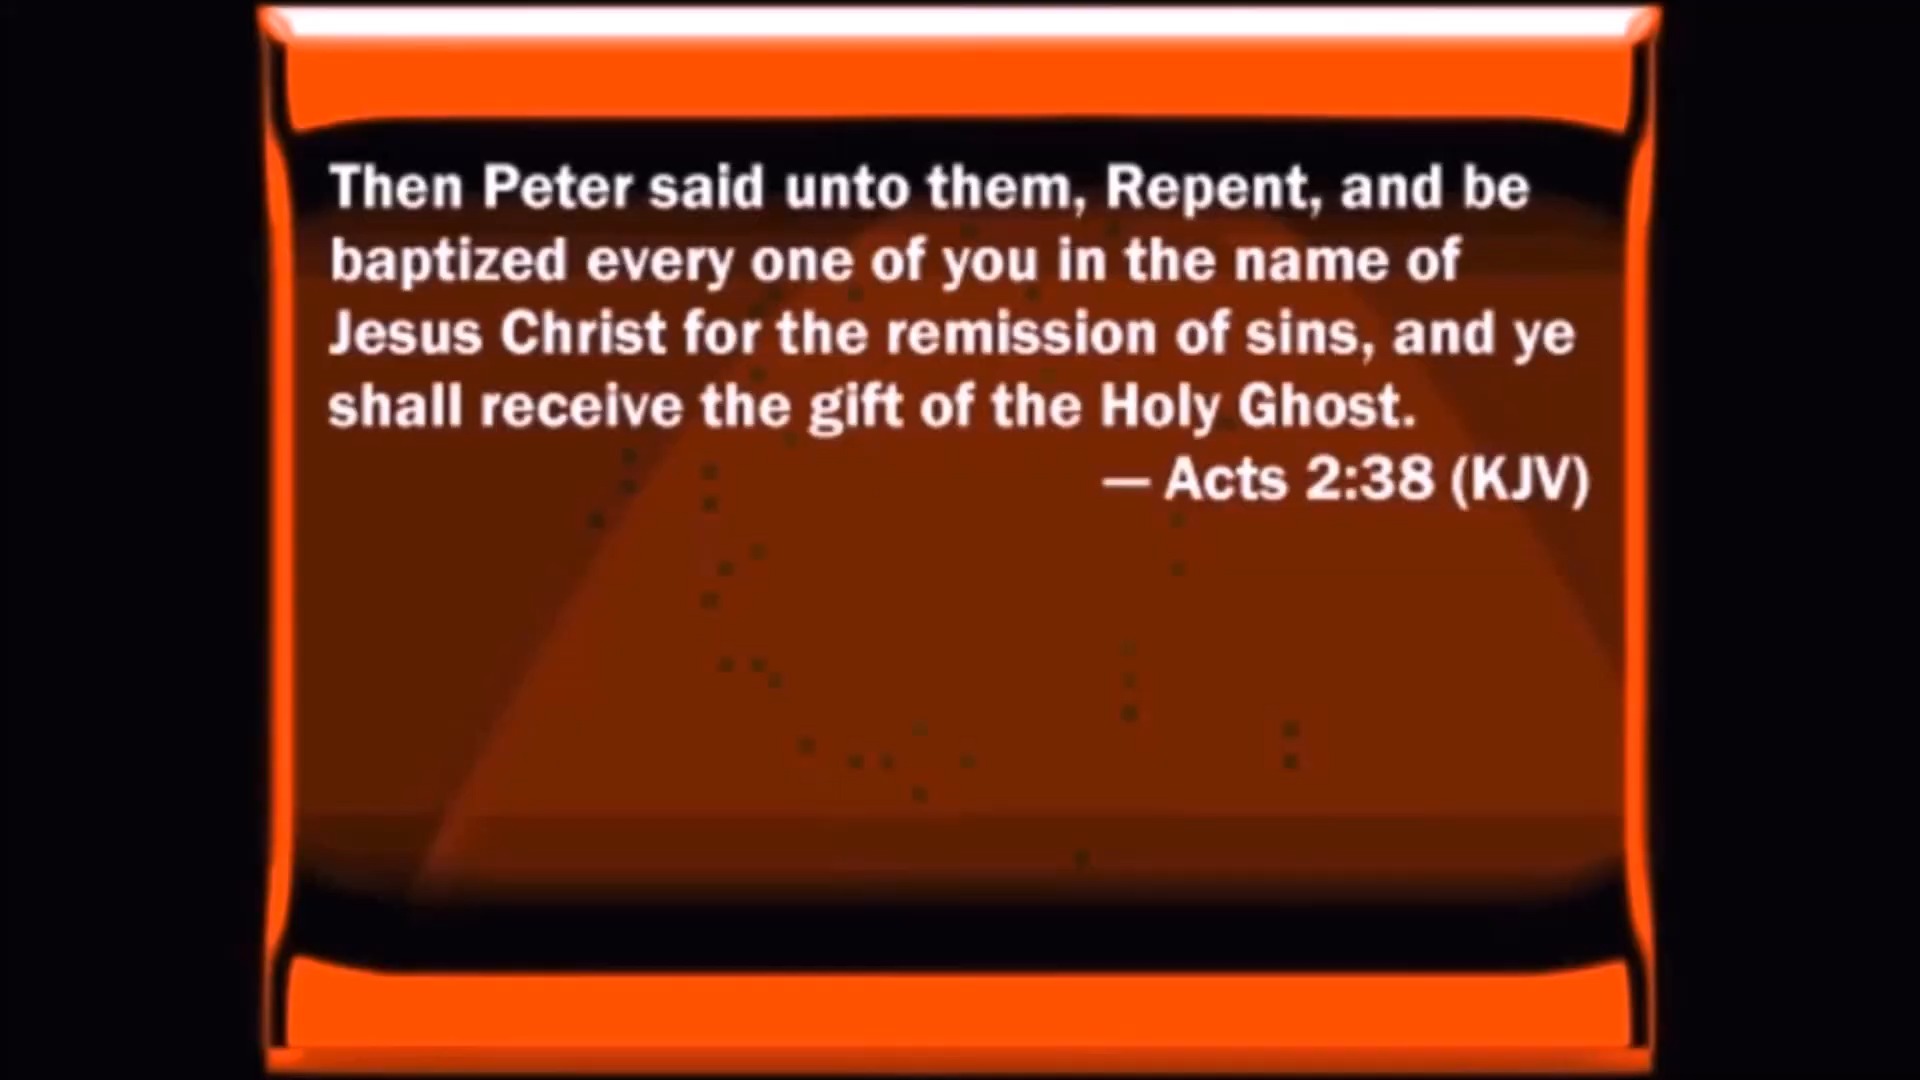 Then Peter said unto them, Repent, and be
baptized every one of you in the name of
Jesus Christ for the remission of sins, and ye
shall receive the gift of the Holy Ghost.
— Acts 2:38 (KJV)